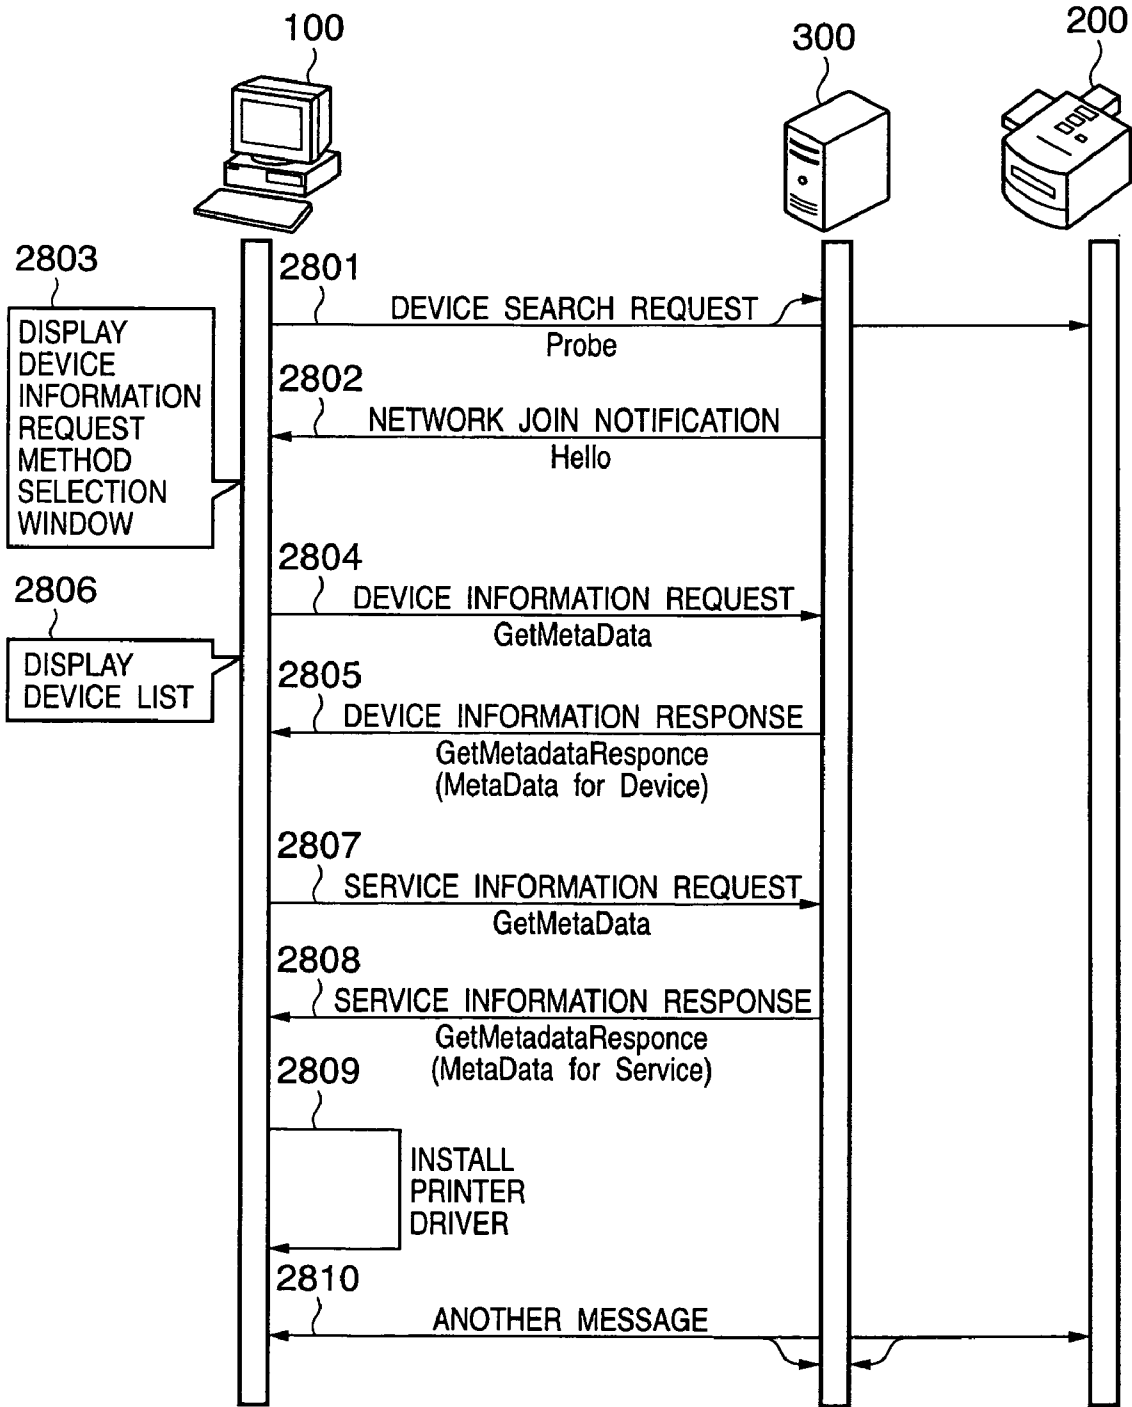 100
300
200
2803
DISPLAY
DEVICE
INFORMATION
REQUEST
METHOD
SELECTION
WINDOW
2801
DEVICE SEARCH REQUEST
Probe
2802
NETWORK JOIN NOTIFICATION
Hello
2804
DEVICE INFORMATION REQUEST
GetMetaData
2806
DISPLAY
DEVICE LIST
2805
DEVICE INFORMATION RESPONSE
GetMetadataResponce
(MetaData for Device)
2807
SERVICE INFORMATION REQUEST
GetMetaData
2808
SERVICE INFORMATION RESPONSE
GetMetadataResponce
(MetaData for Service)
2809
INSTALL
PRINTER
DRIVER
2810
ANOTHER MESSAGE